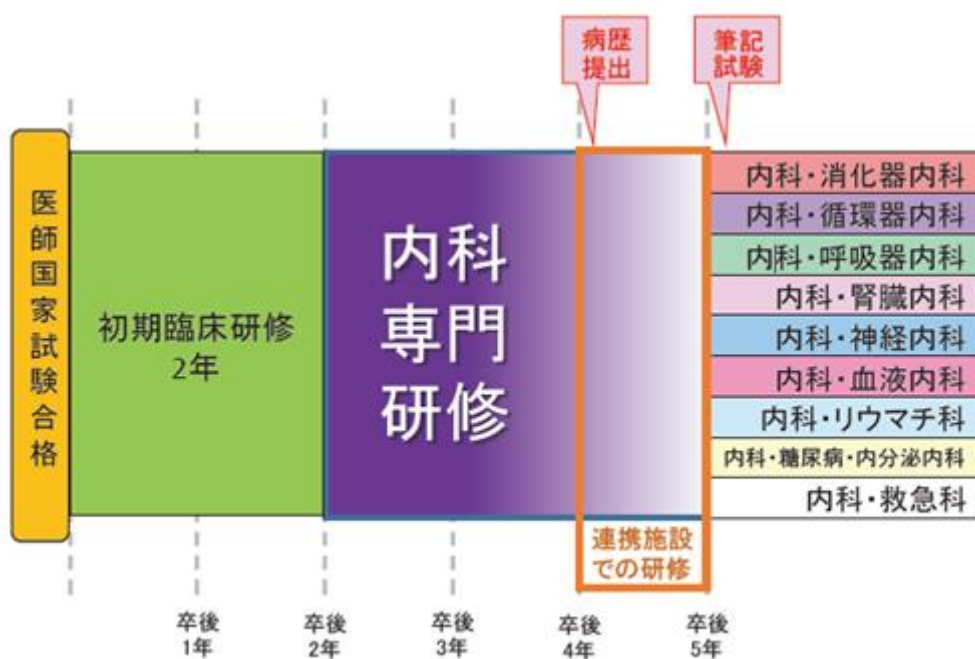 病歴
提出
筆記
試験
医師国家試験合格
初期臨床研修
2年
内科
専門
研修
内科・消化器内科
内科・循環器内科
内科・呼吸器内科
内科・腎臓内科
内科・神経内科
内科・血液内科
内科・リウマチ科
内科・糖尿病・内分泌内科
内科・救急科
連携施設
での研修
卒後
1年
卒後
2年
卒後
3年
卒後
4年
卒後
5年